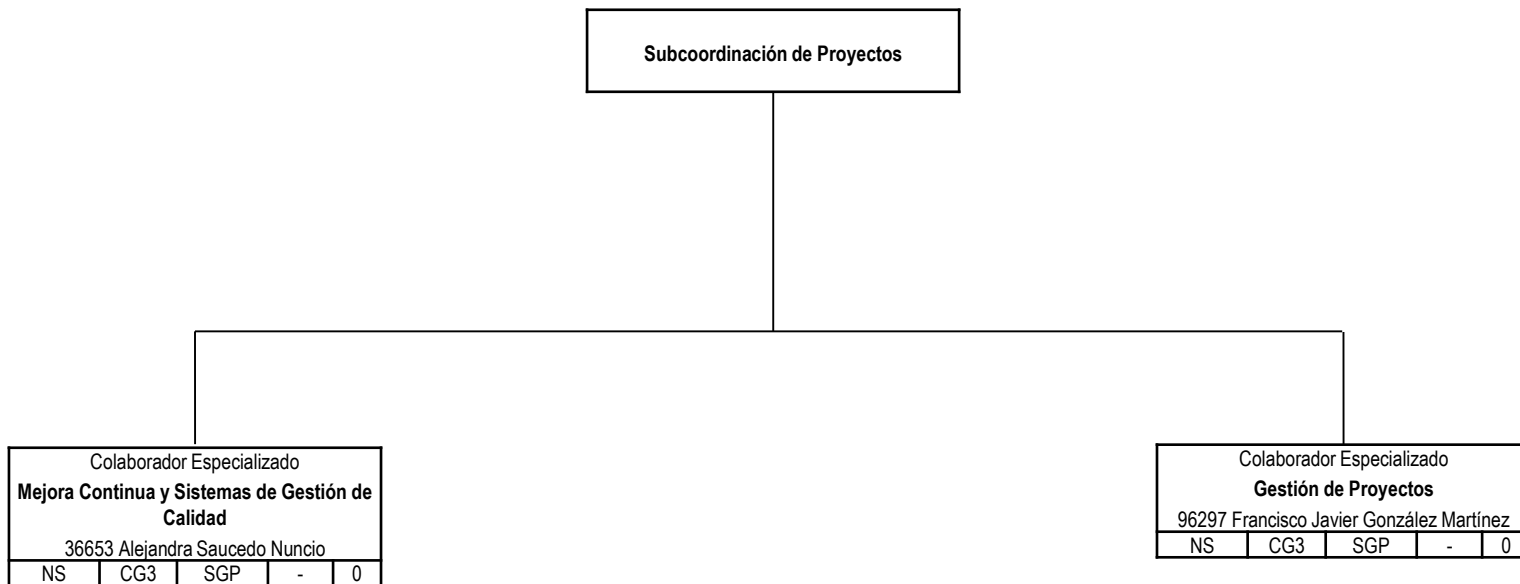 Subcoordinación de Proyectos
Colaborador Especializado
Mejora Continua y Sistemas de Gestión de
Calidad
36653 Alejandra Saucedo Nuncio
NS CG3 SGP - 0
Colaborador Especializado
Gestión de Proyectos
96297 Francisco Javier González Martínez
NS CG3 SGP - 0